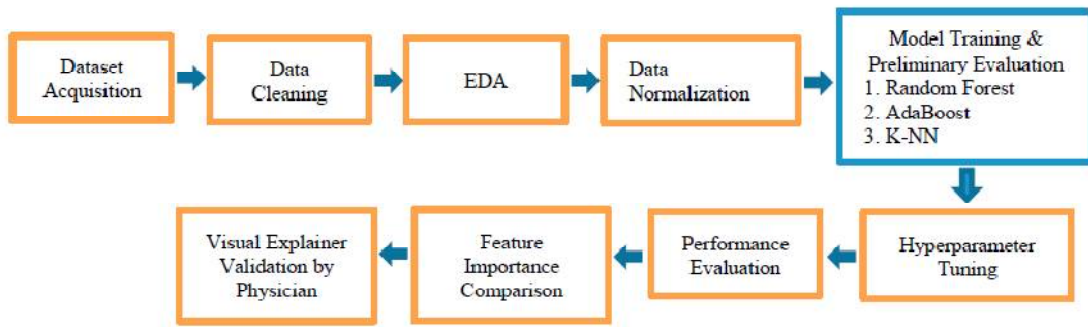 Dataset
Acquisition
Data
Cleaning
EDA
Data
Normalization
Model Training &
Preliminary Evaluation
1. Random Forest
2. AdaBoost
3. K-NN
Hyperparameter
Tuning
Performance
Evaluation
Feature
Importance
Comparison
Visual Explainer
Validation by
Physician